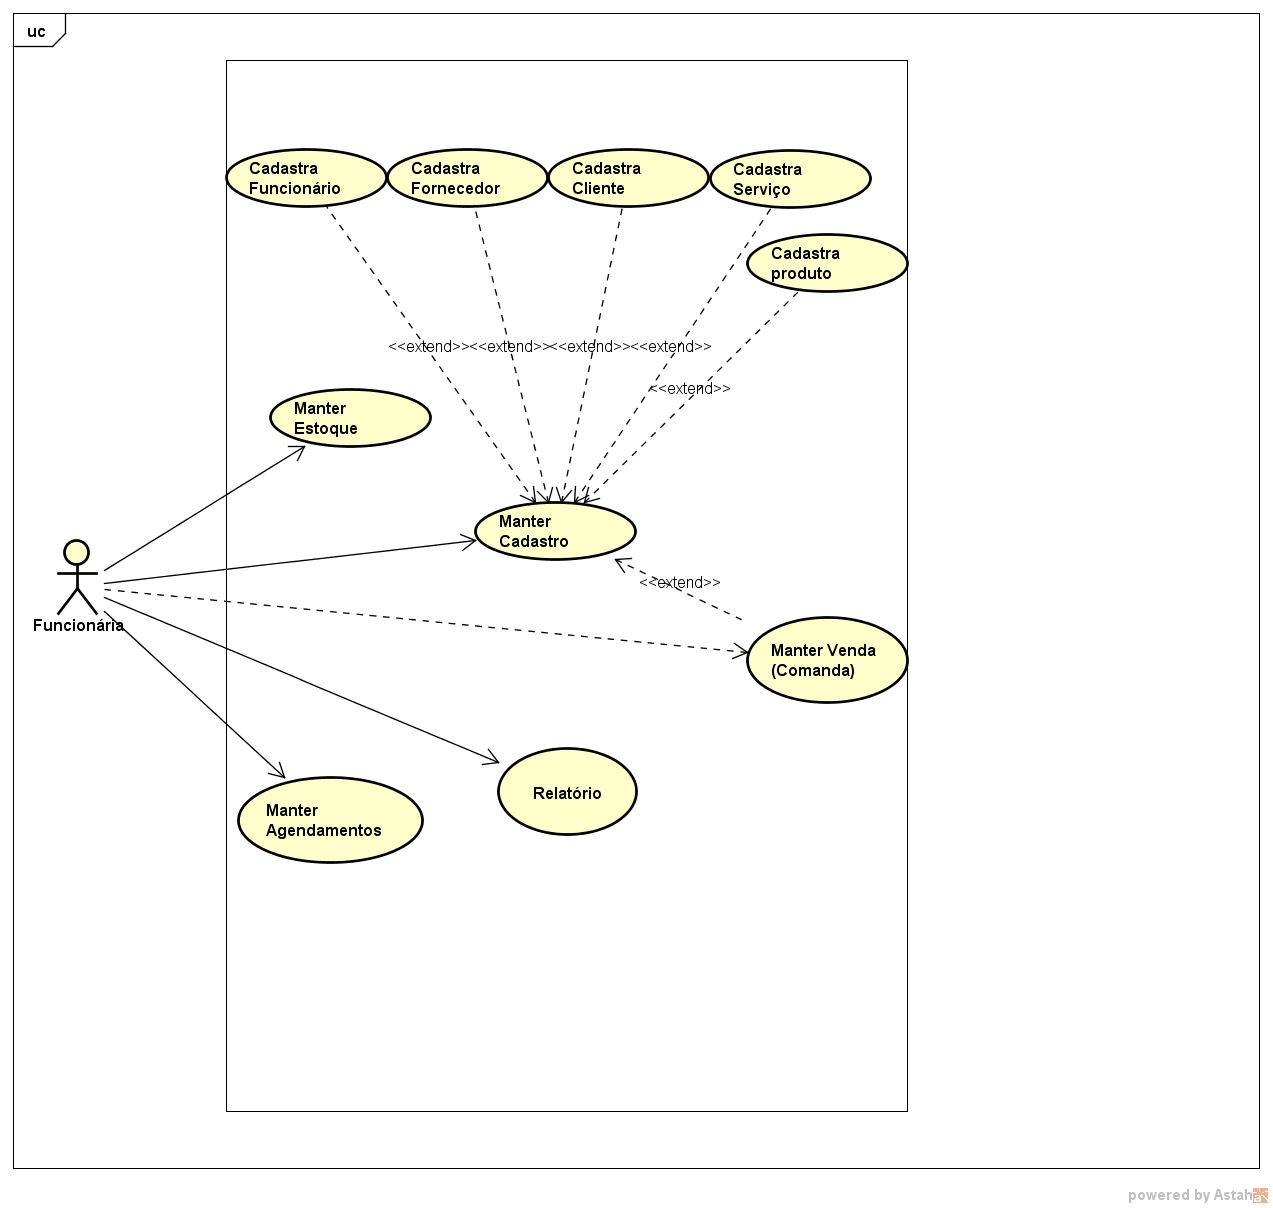 uc
Cadastra
Funcionário
Cadastra
Fornecedor
Cadastra
Cliente
Cadastra
Serviço
Cadastra
produto
<<extend>>
<<extend>>
<<extend>>
<<extend>>
<<extend>>
Manter
Estoque
Manter
Cadastro
<<extend>>
Funcionária
Manter Venda
(Comanda)
Relatório
Manter
Agendamentos
powered by Astah